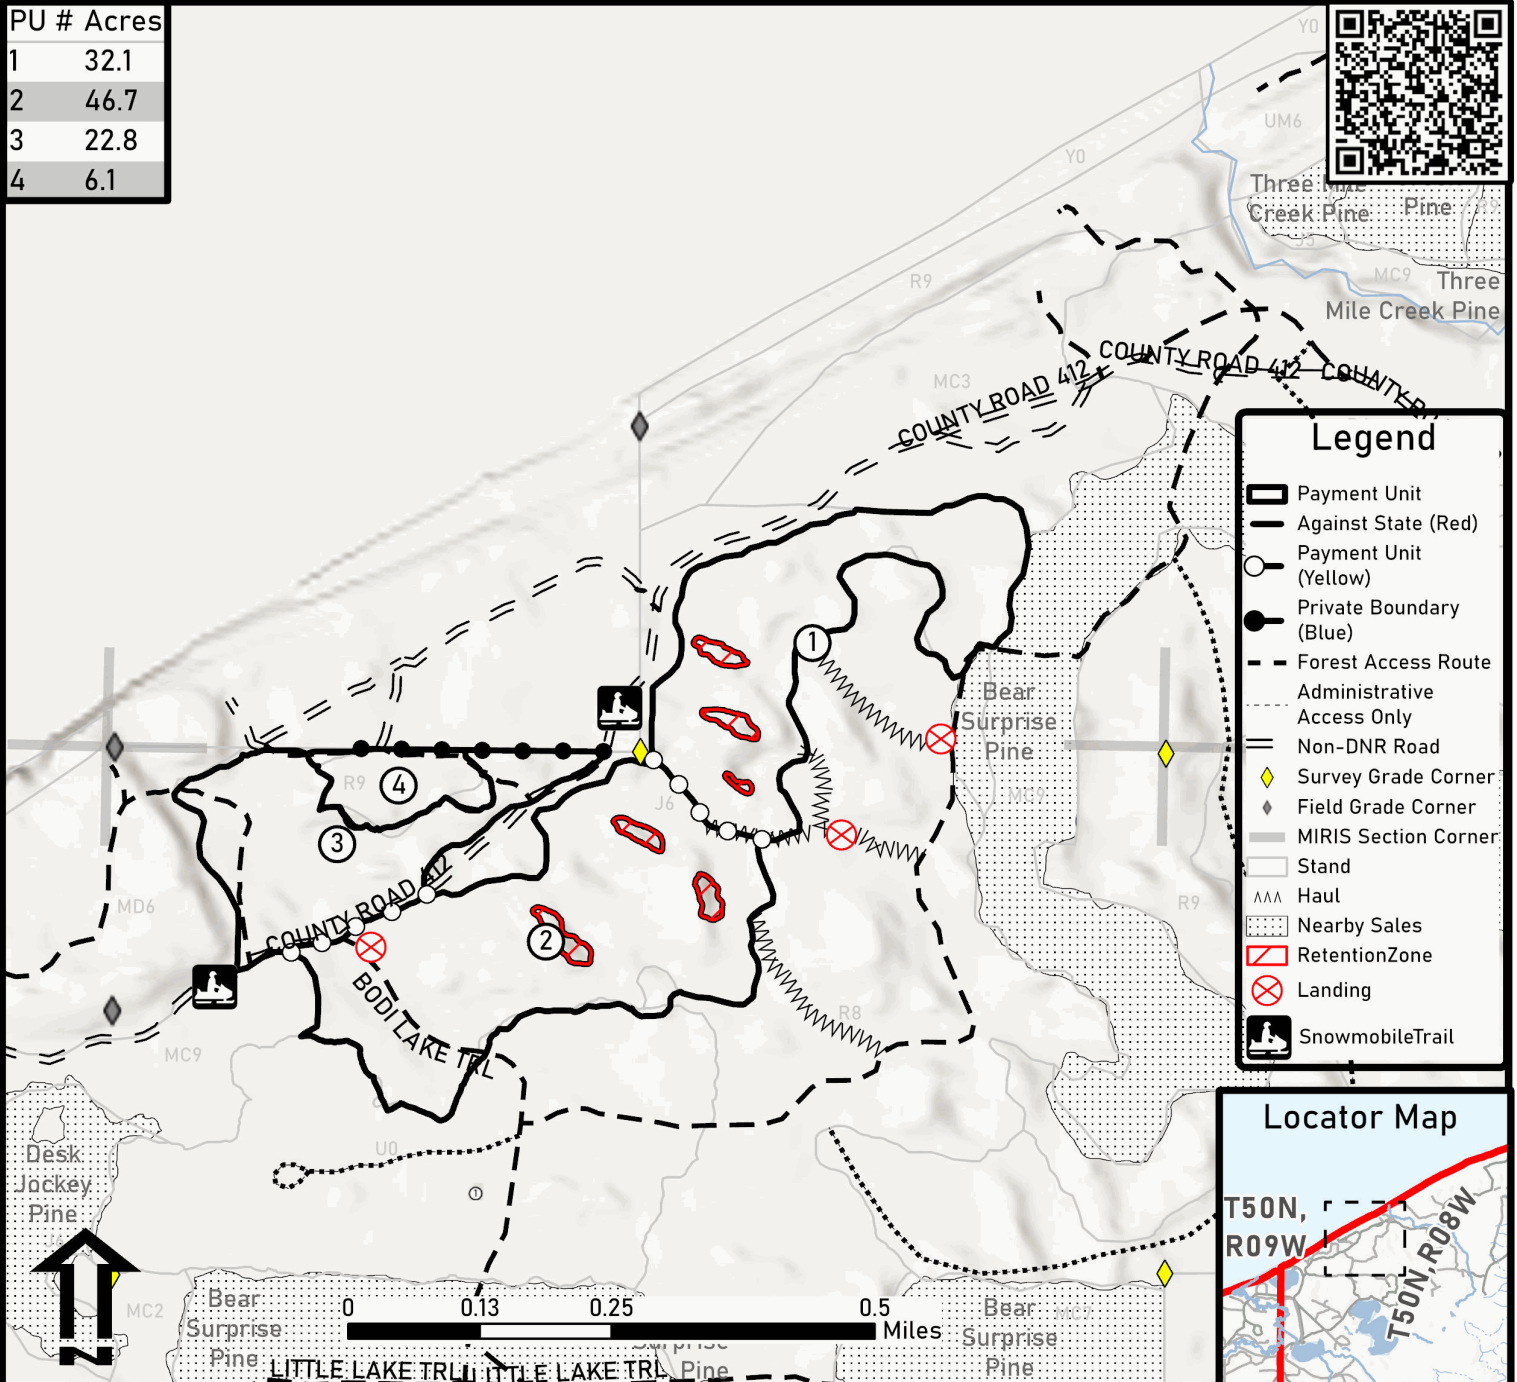 PU # Acres
1 32.1
2 46.7
3 22.8
4 6.1
Y0
UM6
Y0
Three Mile
Creek Pine
Pine
R9
J5
MC9
Three
Mile Creek Pine
R9
MC3
COUNTY ROAD 412
COUNTY ROAD 412
COUNTY R
Legend
Payment Unit
Against State (Red)
Payment Unit
(Yellow)
Private Boundary
(Blue)
Forest Access Route
Administrative
Access Only
Non-DNR Road
Survey Grade Corner
Field Grade Corner
MIRIS Section Corner
Stand
Haul
Nearby Sales
RetentionZone
Landing
SnowmobileTrail
1
Bear
Surprise
Pine
R9
4
J6
MC9
3
COUNTY ROAD 412
MD6
R9
2
BODI LAKE TRL
R8
MC9
U0
1
Desk
Jockey
Pine
MC2
N
Bear
Surprise
Pine
0 0.13 0.25 0.5
Miles
Surprise
Pine
Bear
Surprise
Pine
MC7
LITTLE LAKE TRL
LITTLE LAKE TRL
Locator Map
T50N,
R09W
T50N,R08W